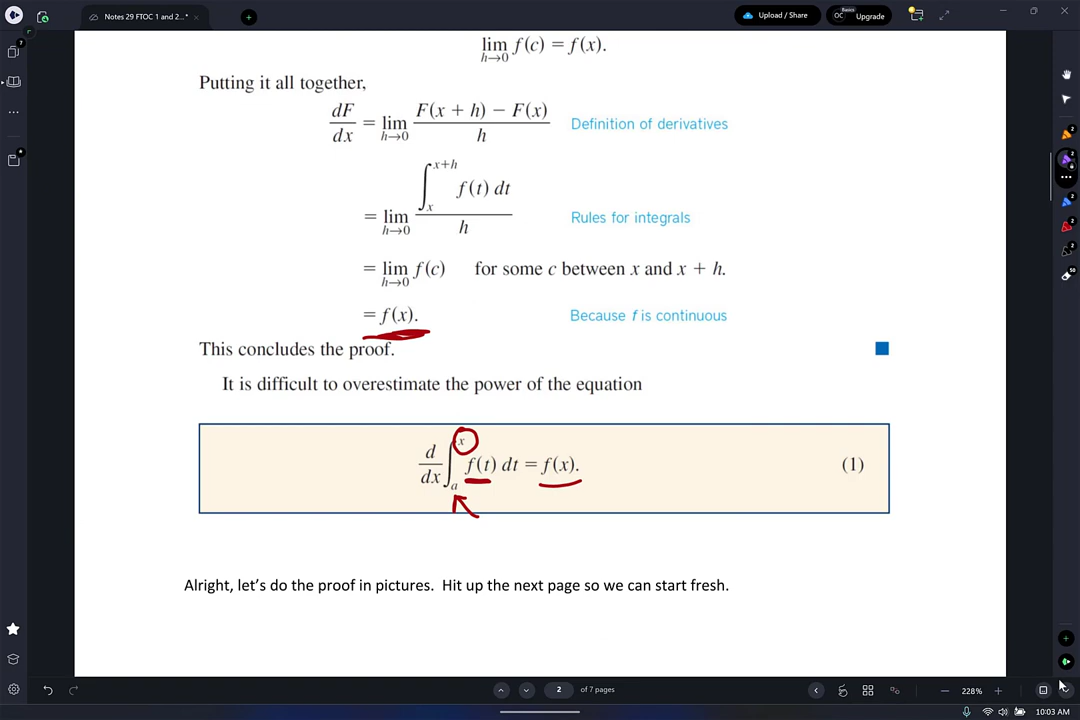 Notes 29 FTOC 1 and 2..."
Upload / Share
OC
Basics
Upgrade
lim f(c) = f(x).
h→0
Putting it all together,
dF/dx = lim F(x + h) − F(x) / h Definition of derivatives
h→0
= lim ∫ₓˣ⁺ʰ f(t) dt / h Rules for integrals
h→0
= lim f(c) for some c between x and x + h.
h→0
= f(x). Because f is continuous
This concludes the proof.
It is difficult to overestimate the power of the equation
d/dx ∫ₐˣ f(t) dt = f(x). (1)
Alright, let's do the proof in pictures. Hit up the next page so we can start fresh.
2 of 7 pages
228%
10:03 AM